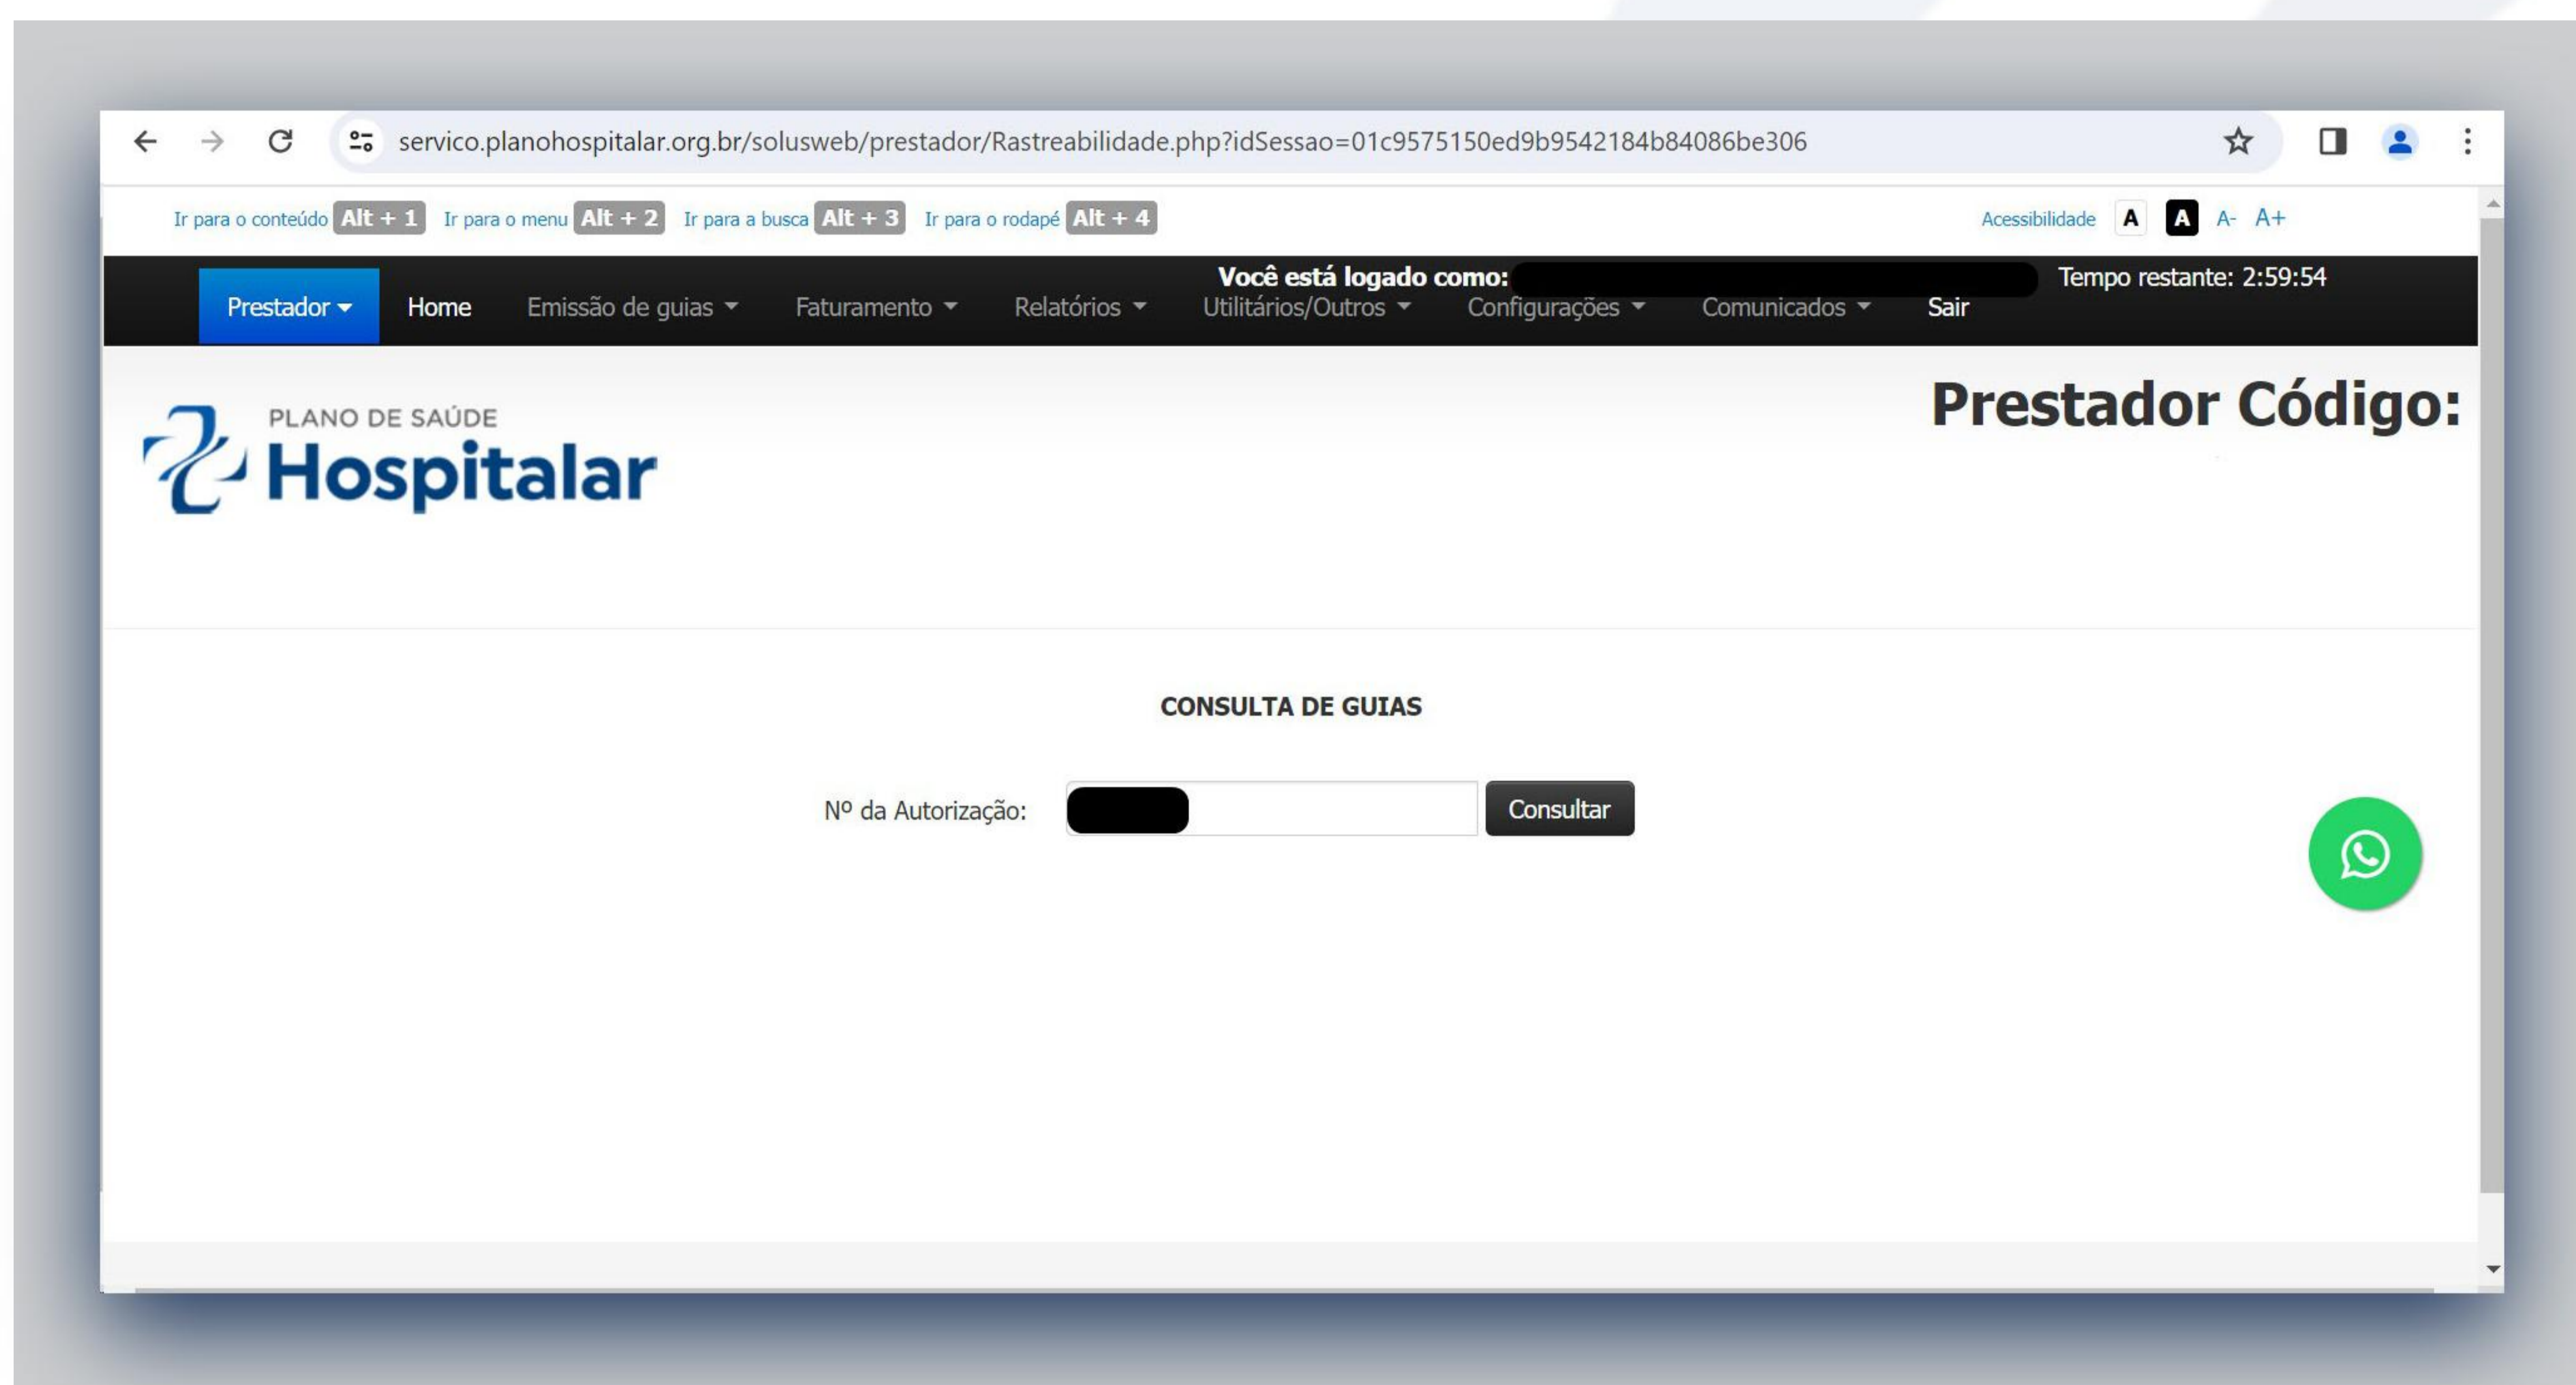 servico.planohospitalar.org.br/solusweb/prestador/Rastreabilidade.php?idSessao=01c9575150ed9b9542184b84086be306
Ir para o conteúdo Alt + 1 Ir para o menu Alt + 2 Ir para a busca Alt + 3 Ir para o rodapé Alt + 4 Acessibilidade A A A- A+
Você está logado como: Tempo restante: 2:59:54
Prestador Home Emissão de guias Faturamento Relatórios Utilitários/Outros Configurações Comunicados Sair
Prestador Código:
PLANO DE SAÚDE
Hospitalar
CONSULTA DE GUIAS
Nº da Autorização: Consultar